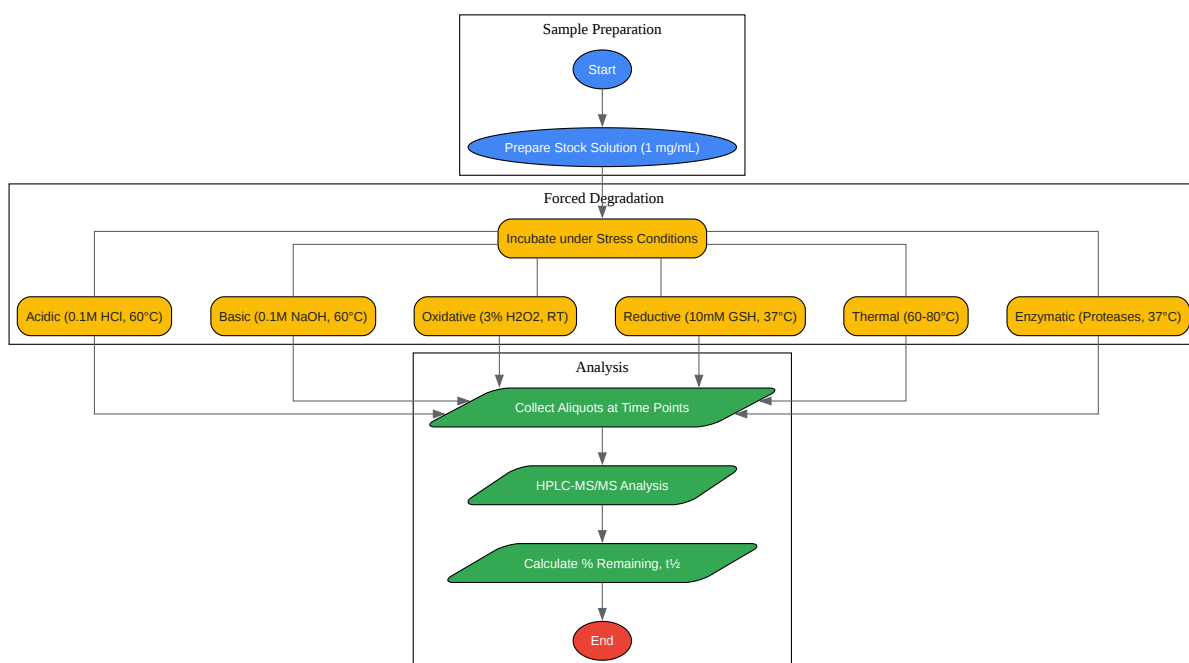 Sample Preparation
Start
Prepare Stock Solution (1 mg/mL)
Forced Degradation
Incubate under Stress Conditions
Acidic (0.1M HCl, 60°C)
Basic (0.1M NaOH, 60°C)
Oxidative (3% H2O2, RT)
Reductive (10mM GSH, 37°C)
Thermal (60-80°C)
Enzymatic (Proteases, 37°C)
Analysis
Collect Aliquots at Time Points
HPLC-MS/MS Analysis
Calculate % Remaining, t½
End